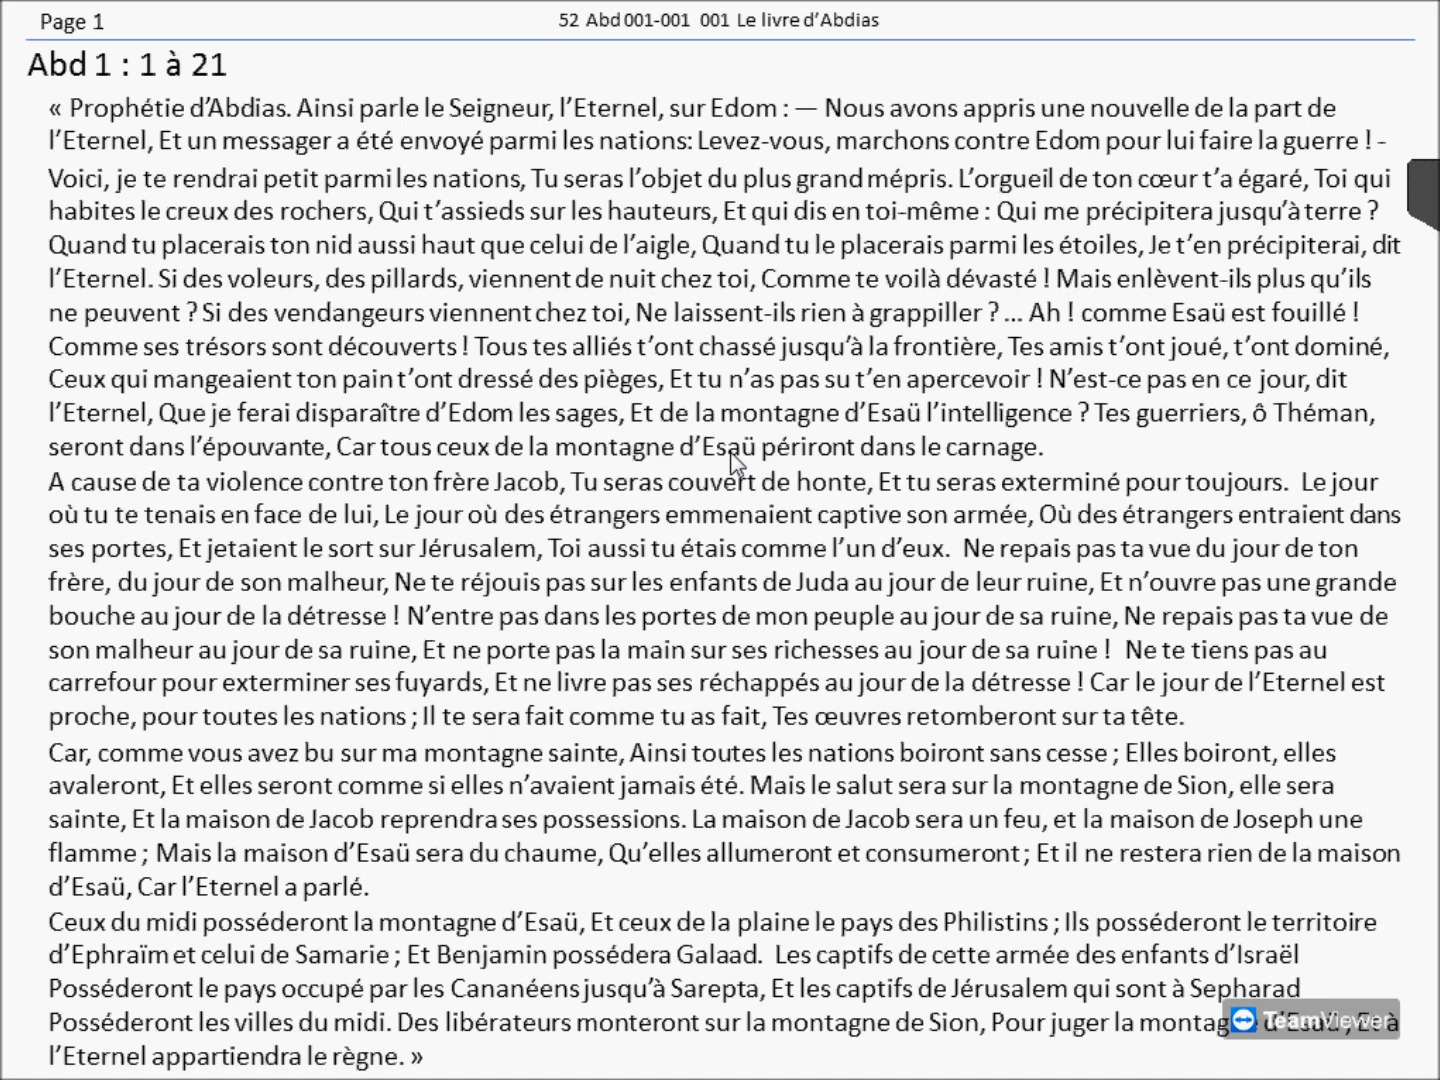 Page 1
52 Abd 001-001 001 Le livre d’Abdias
Abd 1 : 1 à 21
« Prophétie d’Abdias. Ainsi parle le Seigneur, l’Eternel, sur Edom : — Nous avons appris une nouvelle de la part de
l’Eternel, Et un messager a été envoyé parmi les nations: Levez-vous, marchons contre Edom pour lui faire la guerre ! -
Voici, je te rendrai petit parmi les nations, Tu seras l’objet du plus grand mépris. L’orgueil de ton cœur t’a égaré, Toi qui
habites le creux des rochers, Qui t’assieds sur les hauteurs, Et qui dis en toi-même : Qui me précipitera jusqu’à terre ?
Quand tu placerais ton nid aussi haut que celui de l’aigle, Quand tu le placerais parmi les étoiles, Je t’en précipiterai, dit
l’Eternel. Si des voleurs, des pillards, viennent de nuit chez toi, Comme te voilà dévasté ! Mais enlèvent-ils plus qu’ils
ne peuvent ? Si des vendangeurs viennent chez toi, Ne laissent-ils rien à grappiller ? ... Ah ! comme Esaü est fouillé !
Comme ses trésors sont découverts ! Tous tes alliés t’ont chassé jusqu’à la frontière, Tes amis t’ont joué, t’ont dominé,
Ceux qui mangeaient ton pain t’ont dressé des pièges, Et tu n’as pas su t’en apercevoir ! N’est-ce pas en ce jour, dit
l’Eternel, Que je ferai disparaître d’Edom les sages, Et de la montagne d’Esaü l’intelligence ? Tes guerriers, ô Théman,
seront dans l’épouvante, Car tous ceux de la montagne d’Esaü périront dans le carnage.
A cause de ta violence contre ton frère Jacob, Tu seras couvert de honte, Et tu seras exterminé pour toujours. Le jour
où tu te tenais en face de lui, Le jour où des étrangers emmenaient captive son armée, Où des étrangers entraient dans
ses portes, Et jetaient le sort sur Jérusalem, Toi aussi tu étais comme l’un d’eux. Ne repais pas ta vue du jour de ton
frère, du jour de son malheur, Ne te réjouis pas sur les enfants de Juda au jour de leur ruine, Et n’ouvre pas une grande
bouche au jour de la détresse ! N’entre pas dans les portes de mon peuple au jour de sa ruine, Ne repais pas ta vue de
son malheur au jour de sa ruine, Et ne porte pas la main sur ses richesses au jour de sa ruine ! Ne te tiens pas au
carrefour pour exterminer ses fuyards, Et ne livre pas ses réchappés au jour de la détresse ! Car le jour de l’Eternel est
proche, pour toutes les nations ; Il te sera fait comme tu as fait, Tes œuvres retomberont sur ta tête.
Car, comme vous avez bu sur ma montagne sainte, Ainsi toutes les nations boiront sans cesse ; Elles boiront, elles
avaleront, Et elles seront comme si elles n’avaient jamais été. Mais le salut sera sur la montagne de Sion, elle sera
sainte, Et la maison de Jacob reprendra ses possessions. La maison de Jacob sera un feu, et la maison de Joseph une
flamme ; Mais la maison d’Esaü sera du chaume, Qu’elles allumeront et consumeront ; Et il ne restera rien de la maison
d’Esaü, Car l’Eternel a parlé.
Ceux du midi posséderont la montagne d’Esaü, Et ceux de la plaine le pays des Philistins ; Ils posséderont le territoire
d’Ephraïm et celui de Samarie ; Et Benjamin possédera Galaad. Les captifs de cette armée des enfants d’Israël
Posséderont le pays occupé par les Cananéens jusqu’à Sarepta, Et les captifs de Jérusalem qui sont à Sepharad
Posséderont les villes du midi. Des libérateurs monteront sur la montagne de Sion, Pour juger la montagne d’Esaü ; Et à
TeamViewer
l’Eternel appartiendra le règne. »